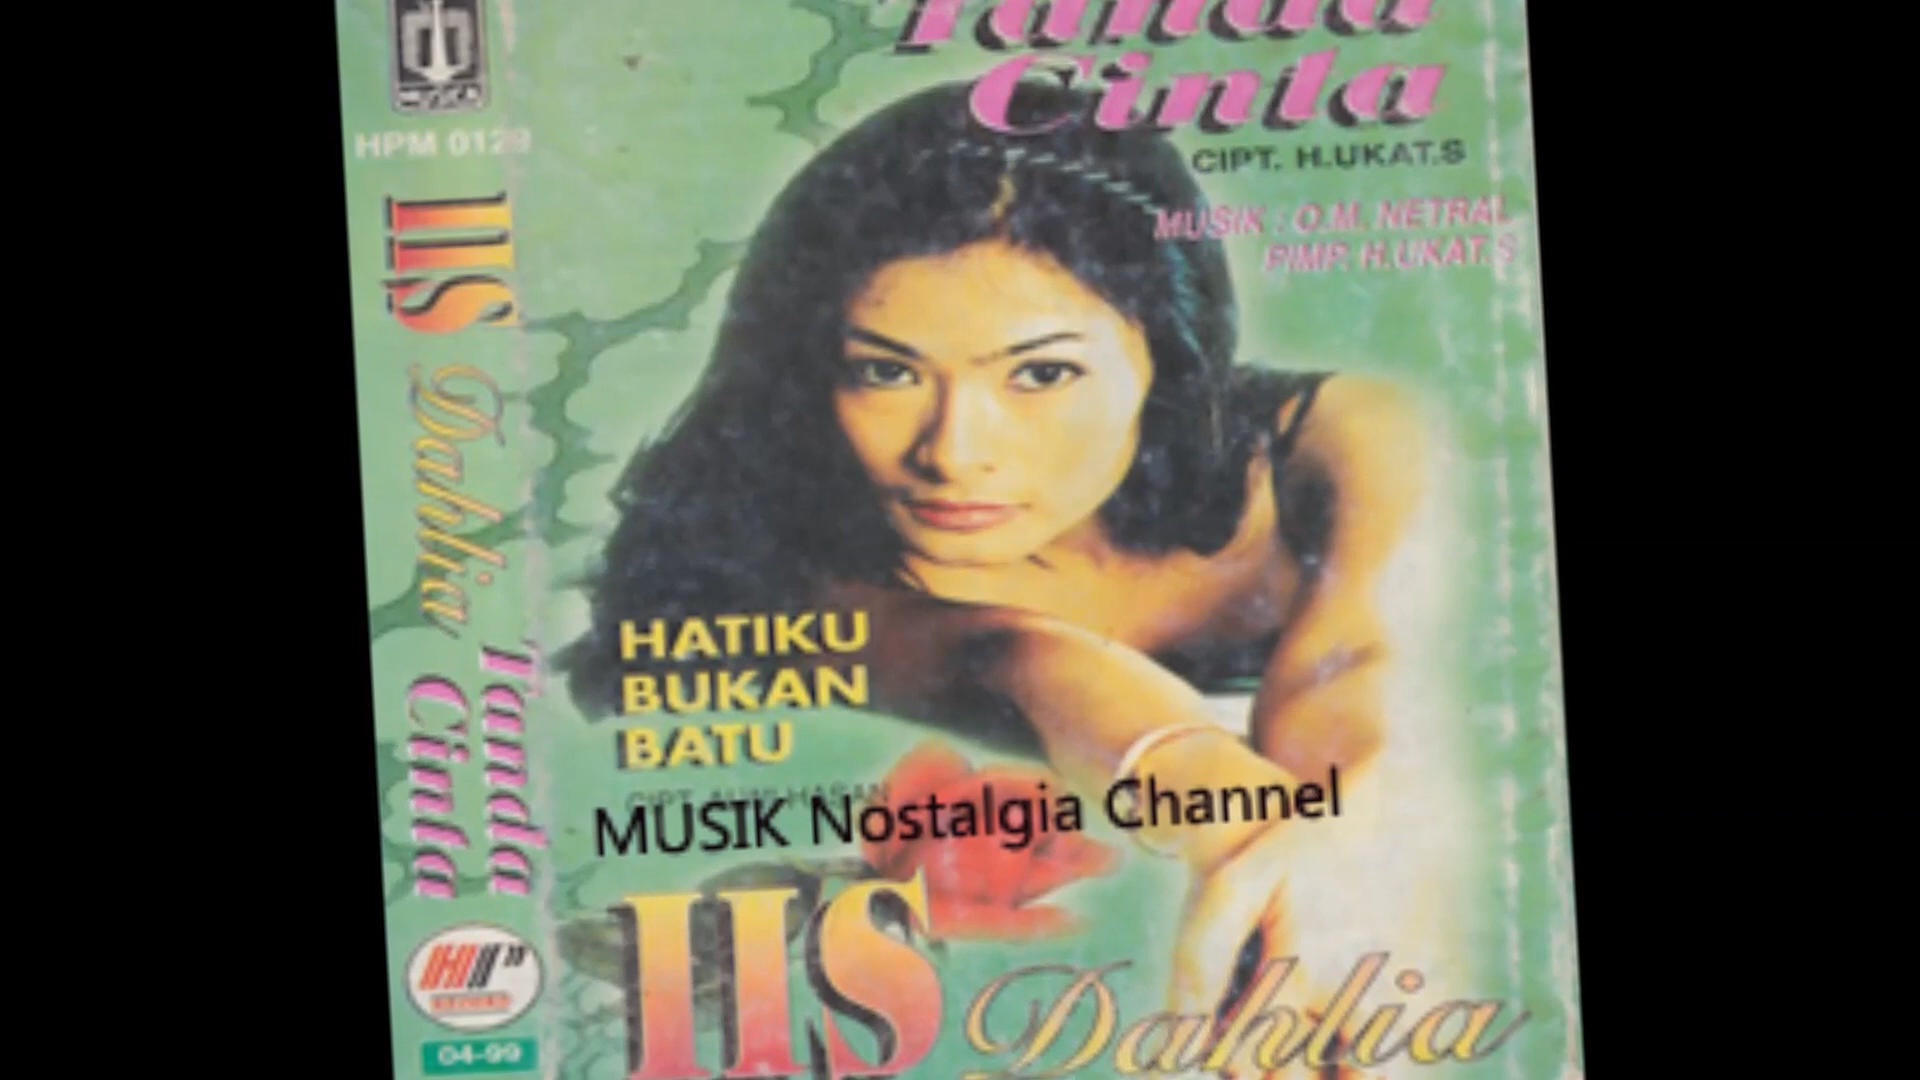 MUSICA
HPM 0129
IIS Dahlia
Tanda
Cinta
04-99
Tanda
Cinta
CIPT. H.UKAT.S
MUSIK : O.M. NETRAL
PIMP. H.UKAT.S
HATIKU
BUKAN
BATU
MUSIK Nostalgia Channel
IIS Dahlia